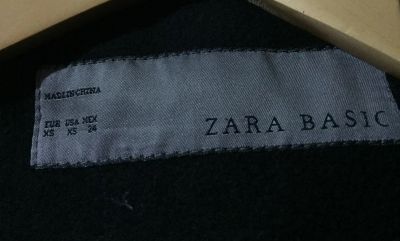 MADE IN CHINA
EUR USA MEX
XS XS 24
ZARA BASIC